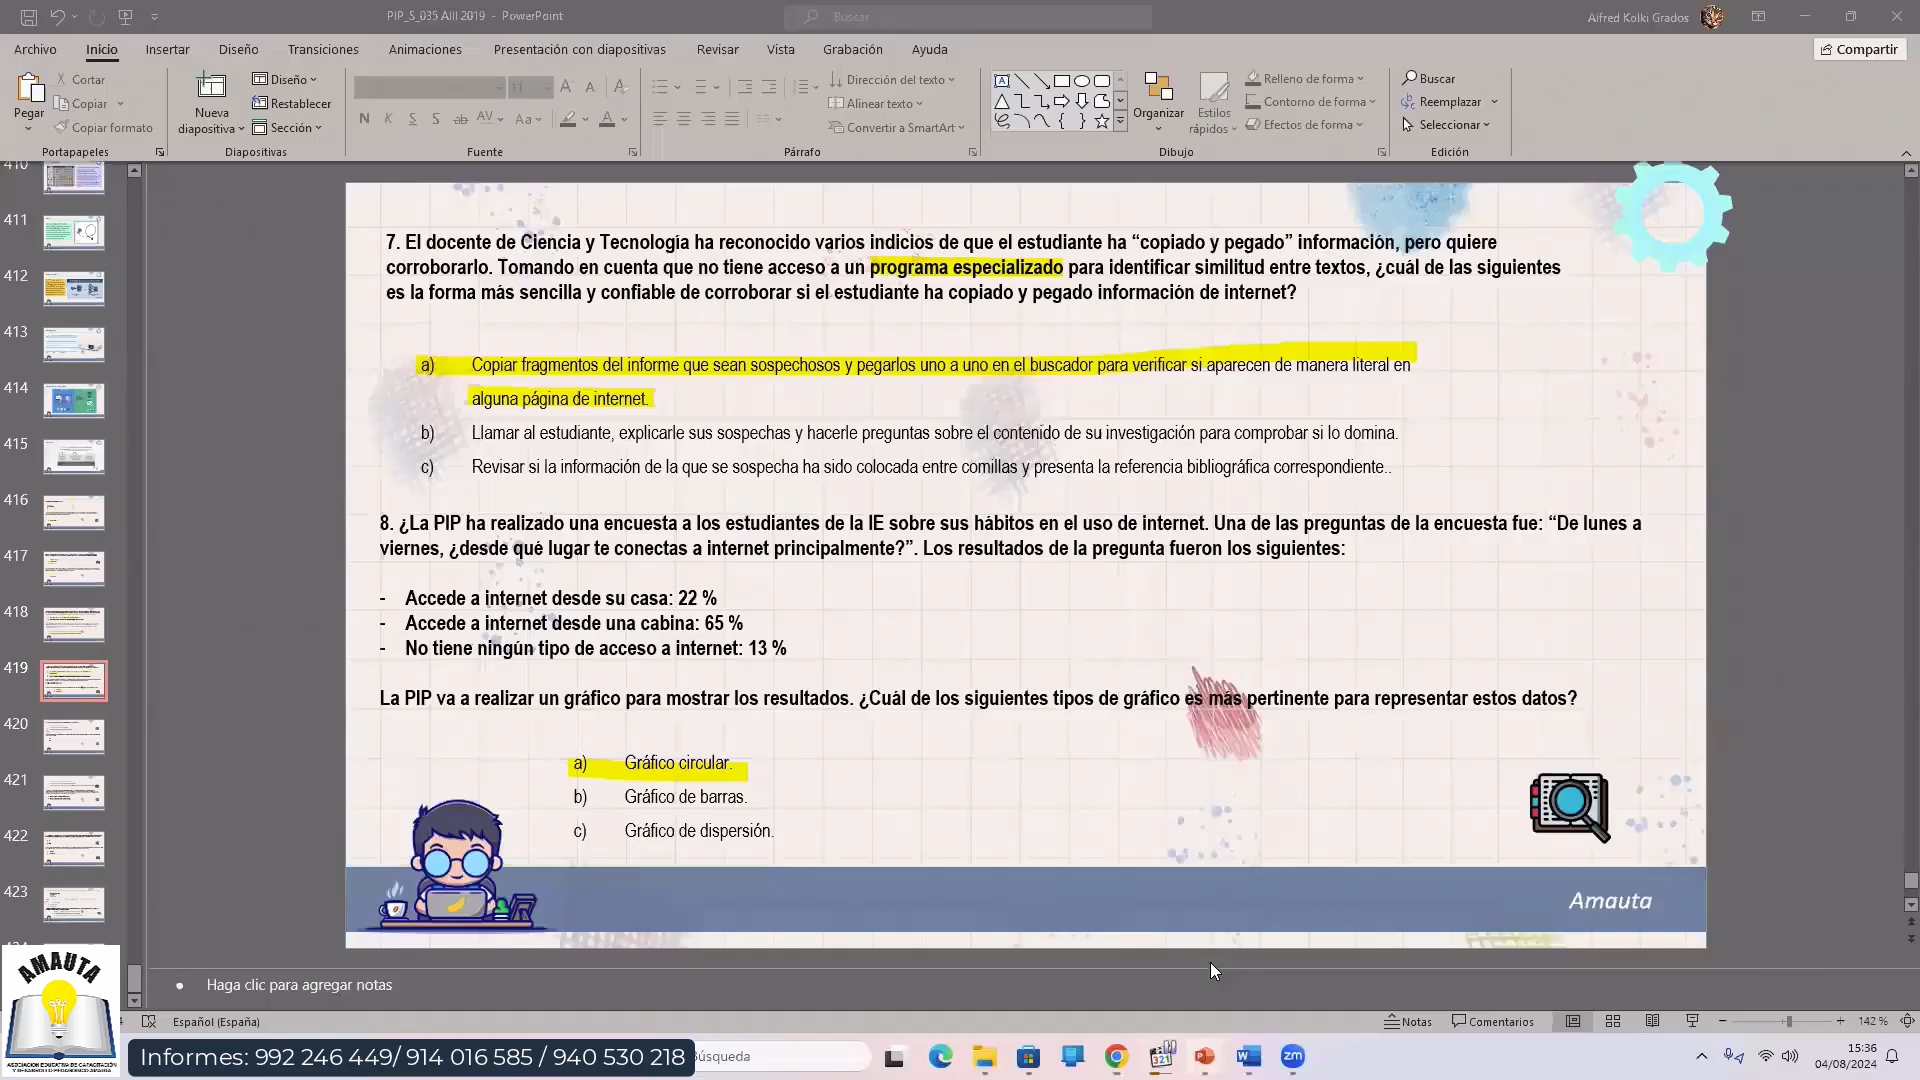 PIP_S_035 AIII 2019 - PowerPoint
Buscar
Alfred Kolki Grados
Archivo
Inicio
Insertar
Diseño
Transiciones
Animaciones
Presentación con diapositivas
Revisar
Vista
Grabación
Ayuda
Compartir
Pegar
Cortar
Copiar
Copiar formato
Portapapeles
Nueva
diapositiva
Diseño
Restablecer
Sección
Diapositivas
11
Fuente
Dirección del texto
Alinear texto
Convertir a SmartArt
Párrafo
Organizar
Estilos
rápidos
Relleno de forma
Contorno de forma
Efectos de forma
Dibujo
Buscar
Reemplazar
Seleccionar
Edición
410
411
412
413
414
415
416
417
418
419
420
421
422
423
7. El docente de Ciencia y Tecnología ha reconocido varios indicios de que el estudiante ha “copiado y pegado” información, pero quiere
corroborarlo. Tomando en cuenta que no tiene acceso a un programa especializado para identificar similitud entre textos, ¿cuál de las siguientes
es la forma más sencilla y confiable de corroborar si el estudiante ha copiado y pegado información de internet?
a) Copiar fragmentos del informe que sean sospechosos y pegarlos uno a uno en el buscador para verificar si aparecen de manera literal en
alguna página de internet.
b) Llamar al estudiante, explicarle sus sospechas y hacerle preguntas sobre el contenido de su investigación para comprobar si lo domina.
c) Revisar si la información de la que se sospecha ha sido colocada entre comillas y presenta la referencia bibliográfica correspondiente..
8. ¿La PIP ha realizado una encuesta a los estudiantes de la IE sobre sus hábitos en el uso de internet. Una de las preguntas de la encuesta fue: “De lunes a
viernes, ¿desde qué lugar te conectas a internet principalmente?”. Los resultados de la pregunta fueron los siguientes:
- Accede a internet desde su casa: 22 %
- Accede a internet desde una cabina: 65 %
- No tiene ningún tipo de acceso a internet: 13 %
La PIP va a realizar un gráfico para mostrar los resultados. ¿Cuál de los siguientes tipos de gráfico es más pertinente para representar estos datos?
a) Gráfico circular.
b) Gráfico de barras.
c) Gráfico de dispersión.
Amauta
Haga clic para agregar notas
AMAUTA
ASOCIACION EDUCATIVA DE CAPACITACIÓN
Y DESARROLLO PEDAGOGICO AMAUTA
Español (España)
Notas
Comentarios
142 %
Informes: 992 246 449/ 914 016 585 / 940 530 218
Búsqueda
321
zm
15:36
04/08/2024